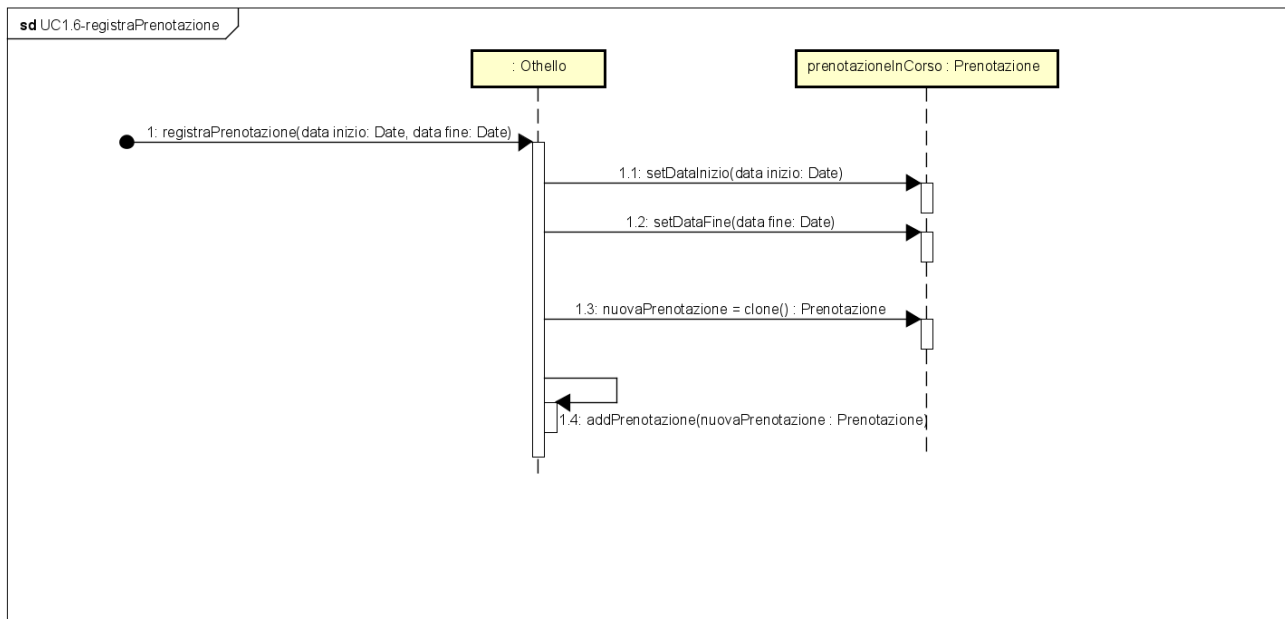 sd UC1.6-registraPrenotazione
: Othello
prenotazioneInCorso : Prenotazione
1: registraPrenotazione(data inizio: Date, data fine: Date)
1.1: setDataInizio(data inizio: Date)
1.2: setDataFine(data fine: Date)
1.3: nuovaPrenotazione = clone() : Prenotazione
1.4: addPrenotazione(nuovaPrenotazione : Prenotazione)